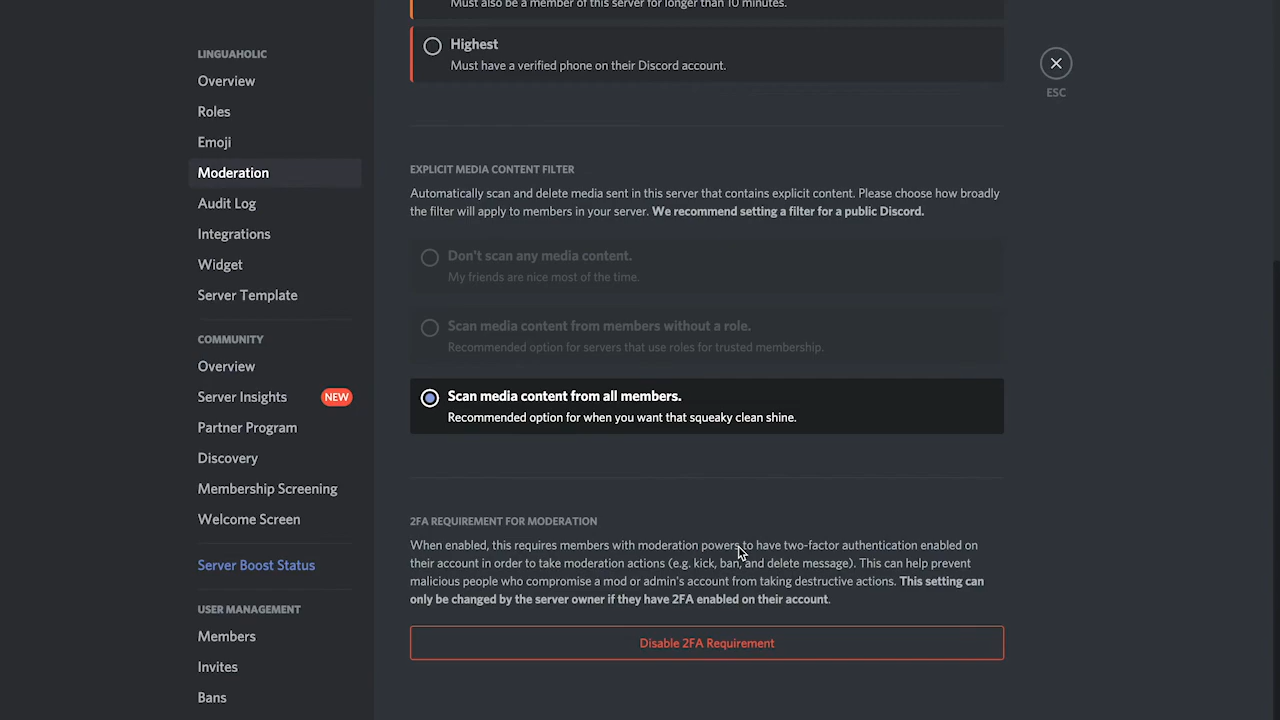 LINGUAHOLIC
Overview
Roles
Emoji
Moderation
Audit Log
Integrations
Widget
Server Template
COMMUNITY
Overview
Server Insights NEW
Partner Program
Discovery
Membership Screening
Welcome Screen
Server Boost Status
USER MANAGEMENT
Members
Invites
Bans
Must also be a member of this server for longer than 10 minutes.
Highest
Must have a verified phone on their Discord account.
EXPLICIT MEDIA CONTENT FILTER
Automatically scan and delete media sent in this server that contains explicit content. Please choose how broadly
the filter will apply to members in your server. We recommend setting a filter for a public Discord.
Don't scan any media content.
My friends are nice most of the time.
Scan media content from members without a role.
Recommended option for servers that use roles for trusted membership.
Scan media content from all members.
Recommended option for when you want that squeaky clean shine.
2FA REQUIREMENT FOR MODERATION
When enabled, this requires members with moderation powers to have two-factor authentication enabled on
their account in order to take moderation actions (e.g. kick, ban, and delete message). This can help prevent
malicious people who compromise a mod or admin's account from taking destructive actions. This setting can
only be changed by the server owner if they have 2FA enabled on their account.
Disable 2FA Requirement
ESC